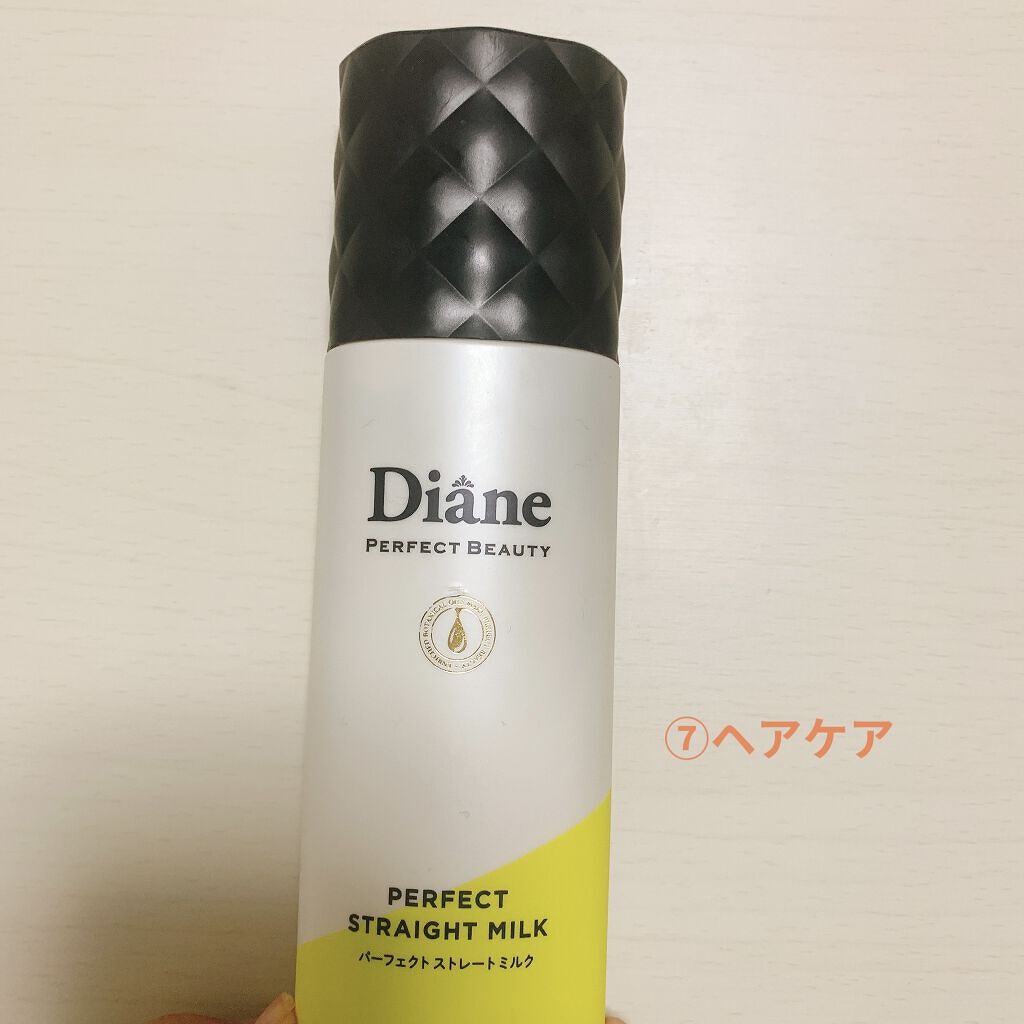 Diane
PERFECT BEAUTY
⑦ヘアケア
PERFECT
STRAIGHT MILK
パーフェクト ストレートミルク